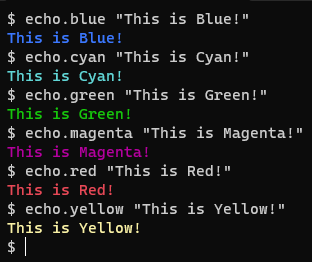 $ echo.blue "This is Blue!"
This is Blue!
$ echo.cyan "This is Cyan!"
This is Cyan!
$ echo.green "This is Green!"
This is Green!
$ echo.magenta "This is Magenta!"
This is Magenta!
$ echo.red "This is Red!"
This is Red!
$ echo.yellow "This is Yellow!"
This is Yellow!
$